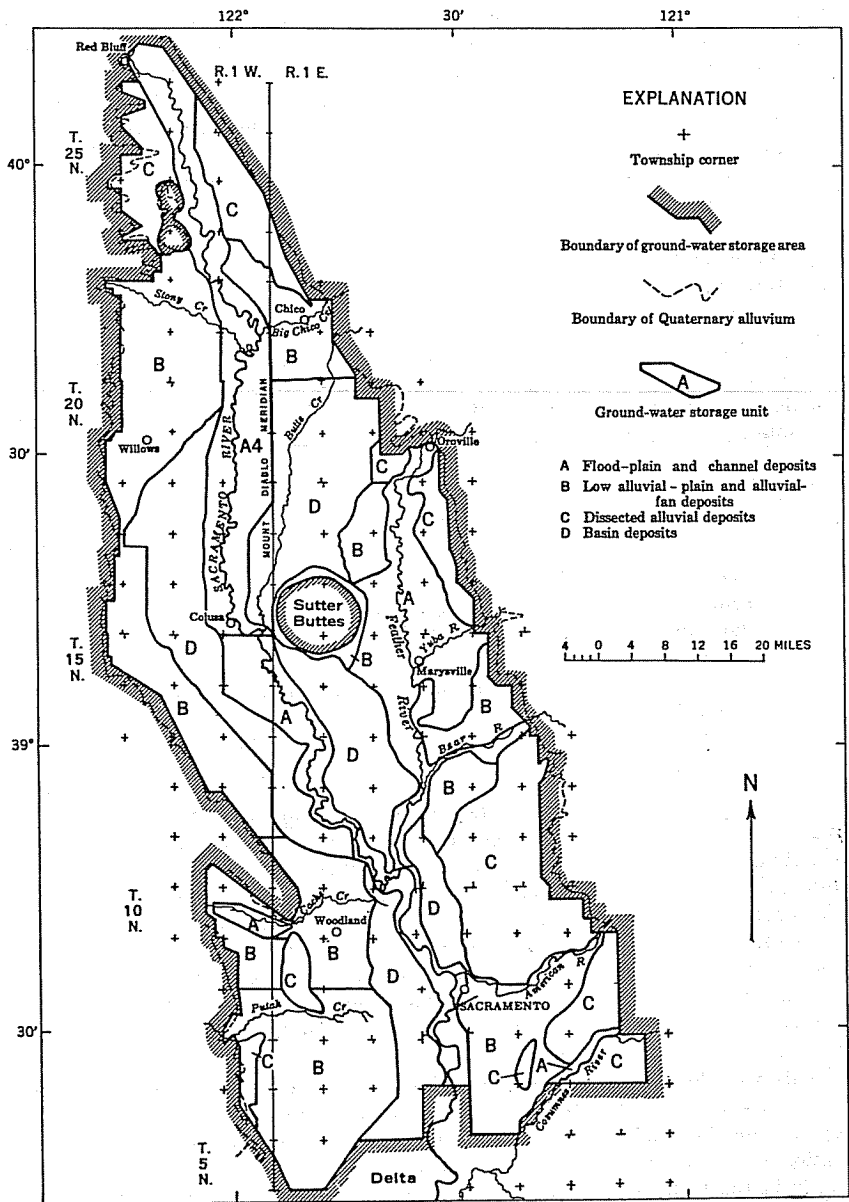 122°
30′
121°
Red Bluff
R. 1 W.
R. 1 E.
T.
25
N.
40°
C
C
EXPLANATION
+
Township corner
Boundary of ground-water storage area
Boundary of Quaternary alluvium
A
Ground-water storage unit
A Flood-plain and channel deposits
B Low alluvial-plain and alluvial-
fan deposits
C Dissected alluvial deposits
D Basin deposits
4 0 4 8 12 16 20 MILES
Stony Cr
Chico
Big Chico Cr
B
B
T.
20
N.
Willows
SACRAMENTO RIVER
A4
MOUNT DIABLO MERIDIAN
Butte Cr
30′
Oroville
C
C
D
B
Sutter
Buttes
A
Feather River
Yuba R
Marysville
Colusa
T.
15
N.
D
B
B
B
A
39°
D
Bear R
B
C
N
T.
10
N.
Cache Cr
A
Woodland
B
B
C
D
D
American R
Putah Cr
SACRAMENTO
C
30′
C
B
B
C
A
C
Cosumnes River
T.
5
N.
Delta